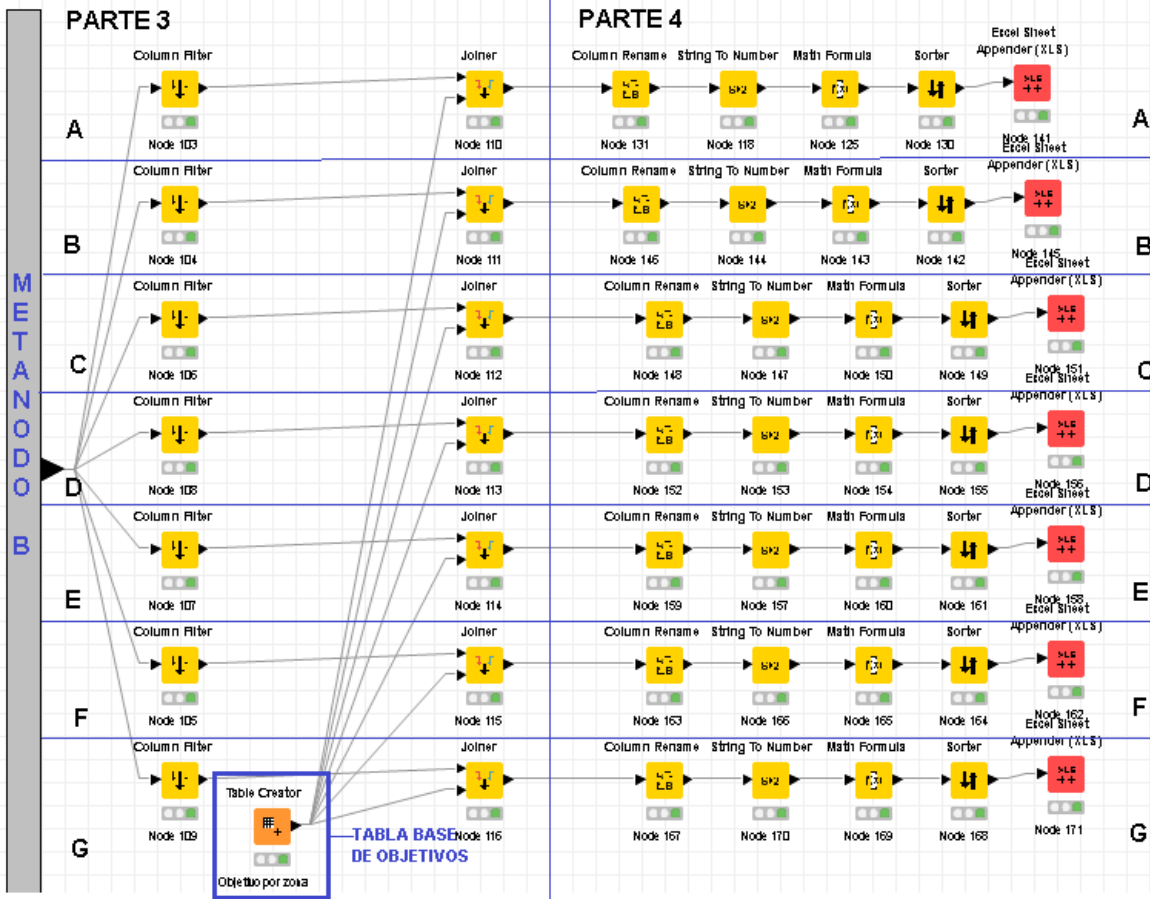 PARTE 3
PARTE 4
Column Filter
Joiner
Column Rename
String To Number
Math Formula
Sorter
Excel Sheet
Appender (XLS)
A
A
Node 103
Node 110
Node 131
Node 118
Node 125
Node 130
Node 141
Column Filter
Joiner
Column Rename
String To Number
Math Formula
Sorter
Excel Sheet
Appender (XLS)
B
B
Node 104
Node 111
Node 146
Node 144
Node 143
Node 142
Node 145
Column Filter
Joiner
Column Rename
String To Number
Math Formula
Sorter
Excel Sheet
Appender (XLS)
C
C
Node 106
Node 112
Node 148
Node 147
Node 150
Node 149
Node 151
Column Filter
Joiner
Column Rename
String To Number
Math Formula
Sorter
Excel Sheet
Appender (XLS)
METANODO B
D
D
Node 108
Node 113
Node 152
Node 153
Node 154
Node 155
Node 156
Column Filter
Joiner
Column Rename
String To Number
Math Formula
Sorter
Excel Sheet
Appender (XLS)
E
E
Node 107
Node 114
Node 159
Node 157
Node 160
Node 161
Node 158
Column Filter
Joiner
Column Rename
String To Number
Math Formula
Sorter
Excel Sheet
Appender (XLS)
F
F
Node 105
Node 115
Node 163
Node 166
Node 165
Node 164
Node 162
Column Filter
Joiner
Column Rename
String To Number
Math Formula
Sorter
Excel Sheet
Appender (XLS)
G
G
Node 109
Node 116
Node 167
Node 170
Node 169
Node 168
Node 171
Table Creator
Objetivo por zona
TABLA BASE
DE OBJETIVOS